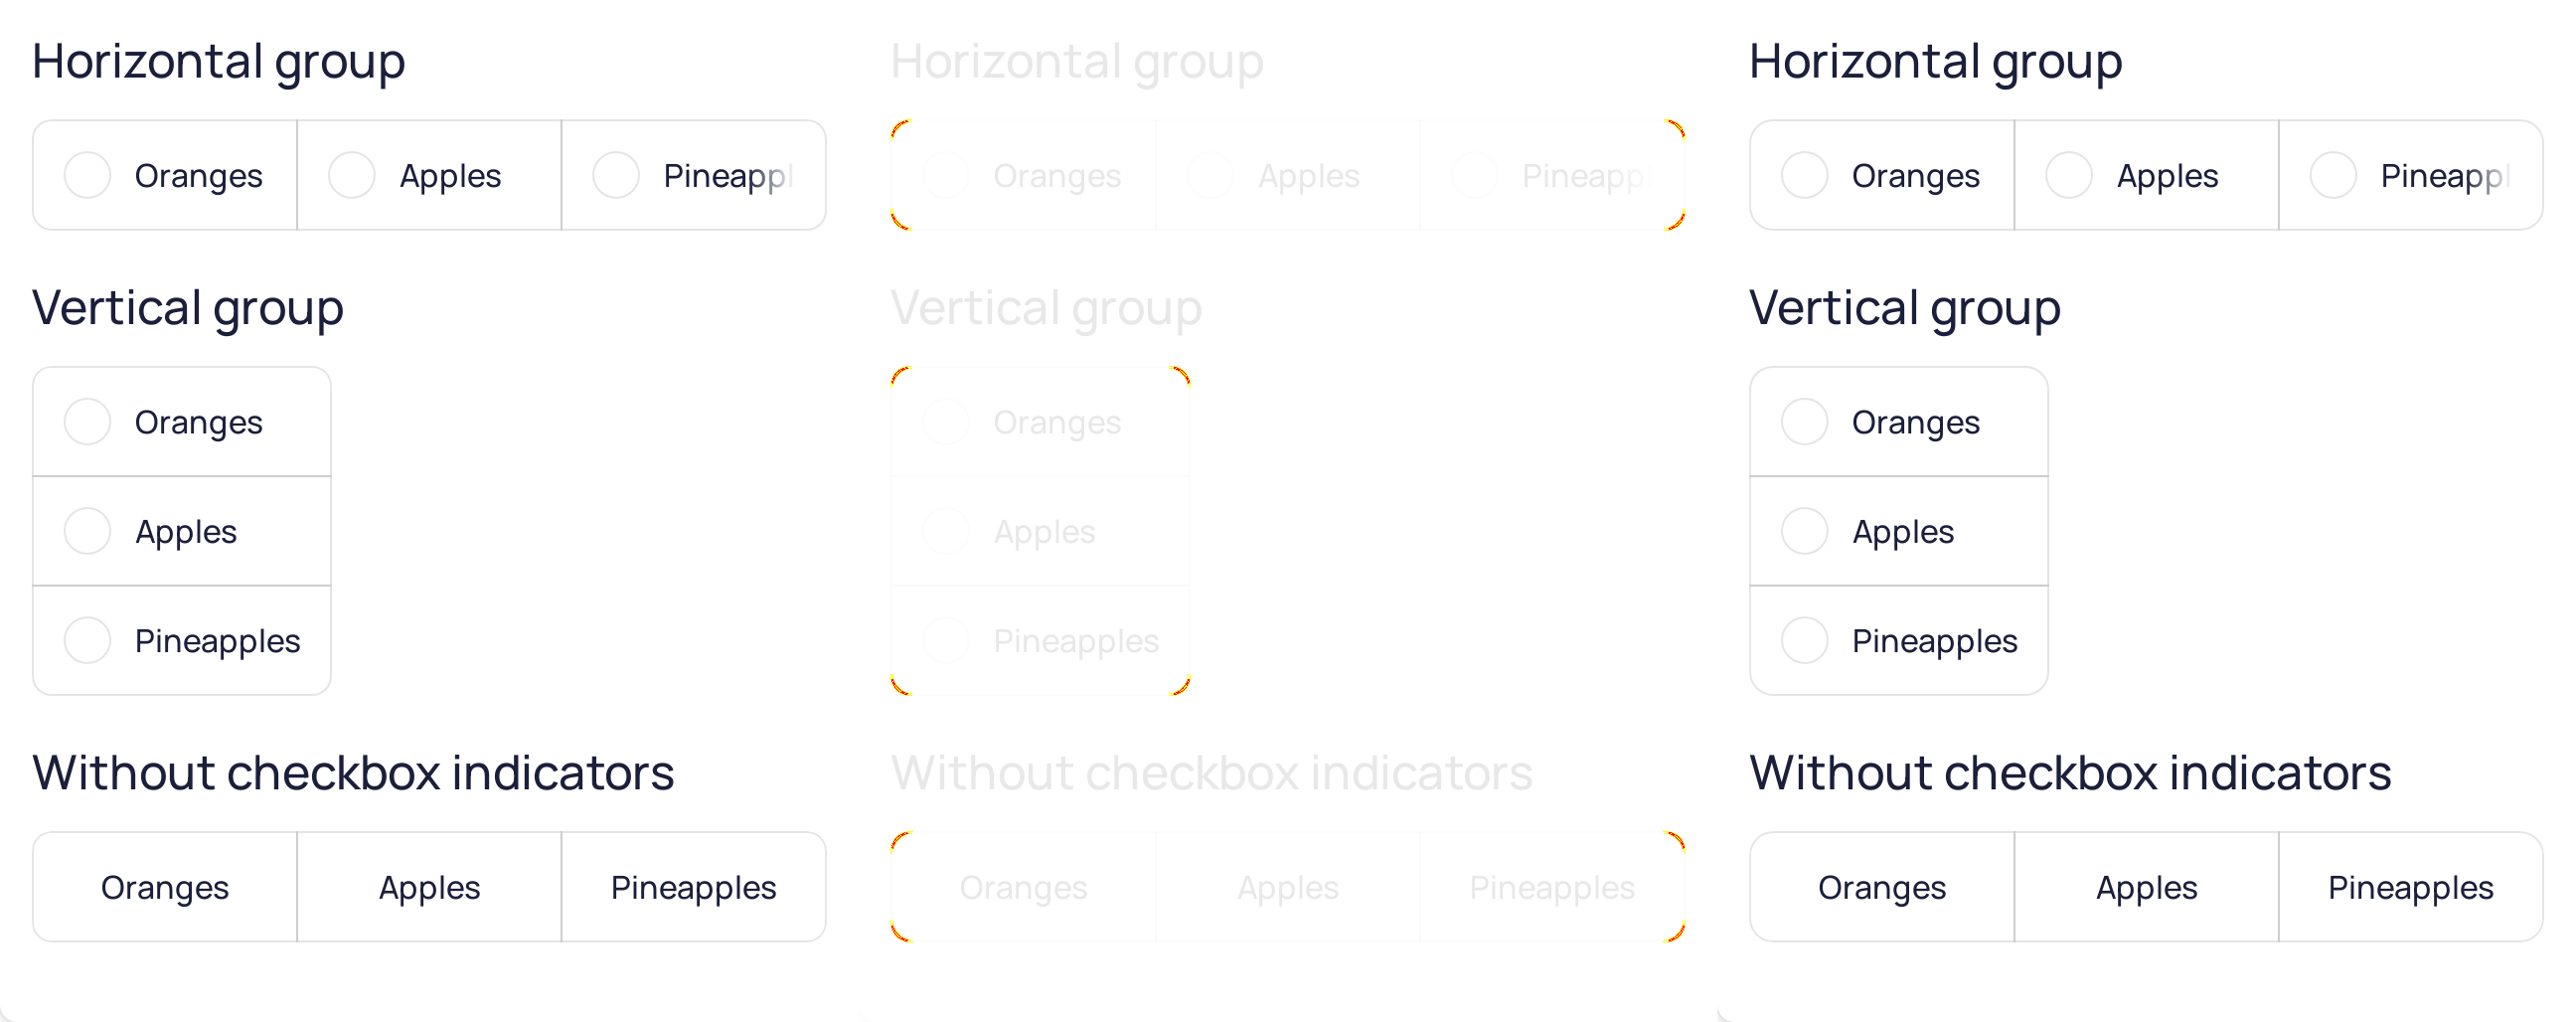 Horizontal group
Horizontal group
Horizontal group
Oranges Apples Pineappl
Oranges Apples Pineappl
Oranges Apples Pineappl
Vertical group
Vertical group
Vertical group
Oranges
Oranges
Oranges
Apples
Apples
Apples
Pineapples
Pineapples
Pineapples
Without checkbox indicators
Without checkbox indicators
Without checkbox indicators
Oranges Apples Pineapples
Oranges Apples Pineapples
Oranges Apples Pineapples